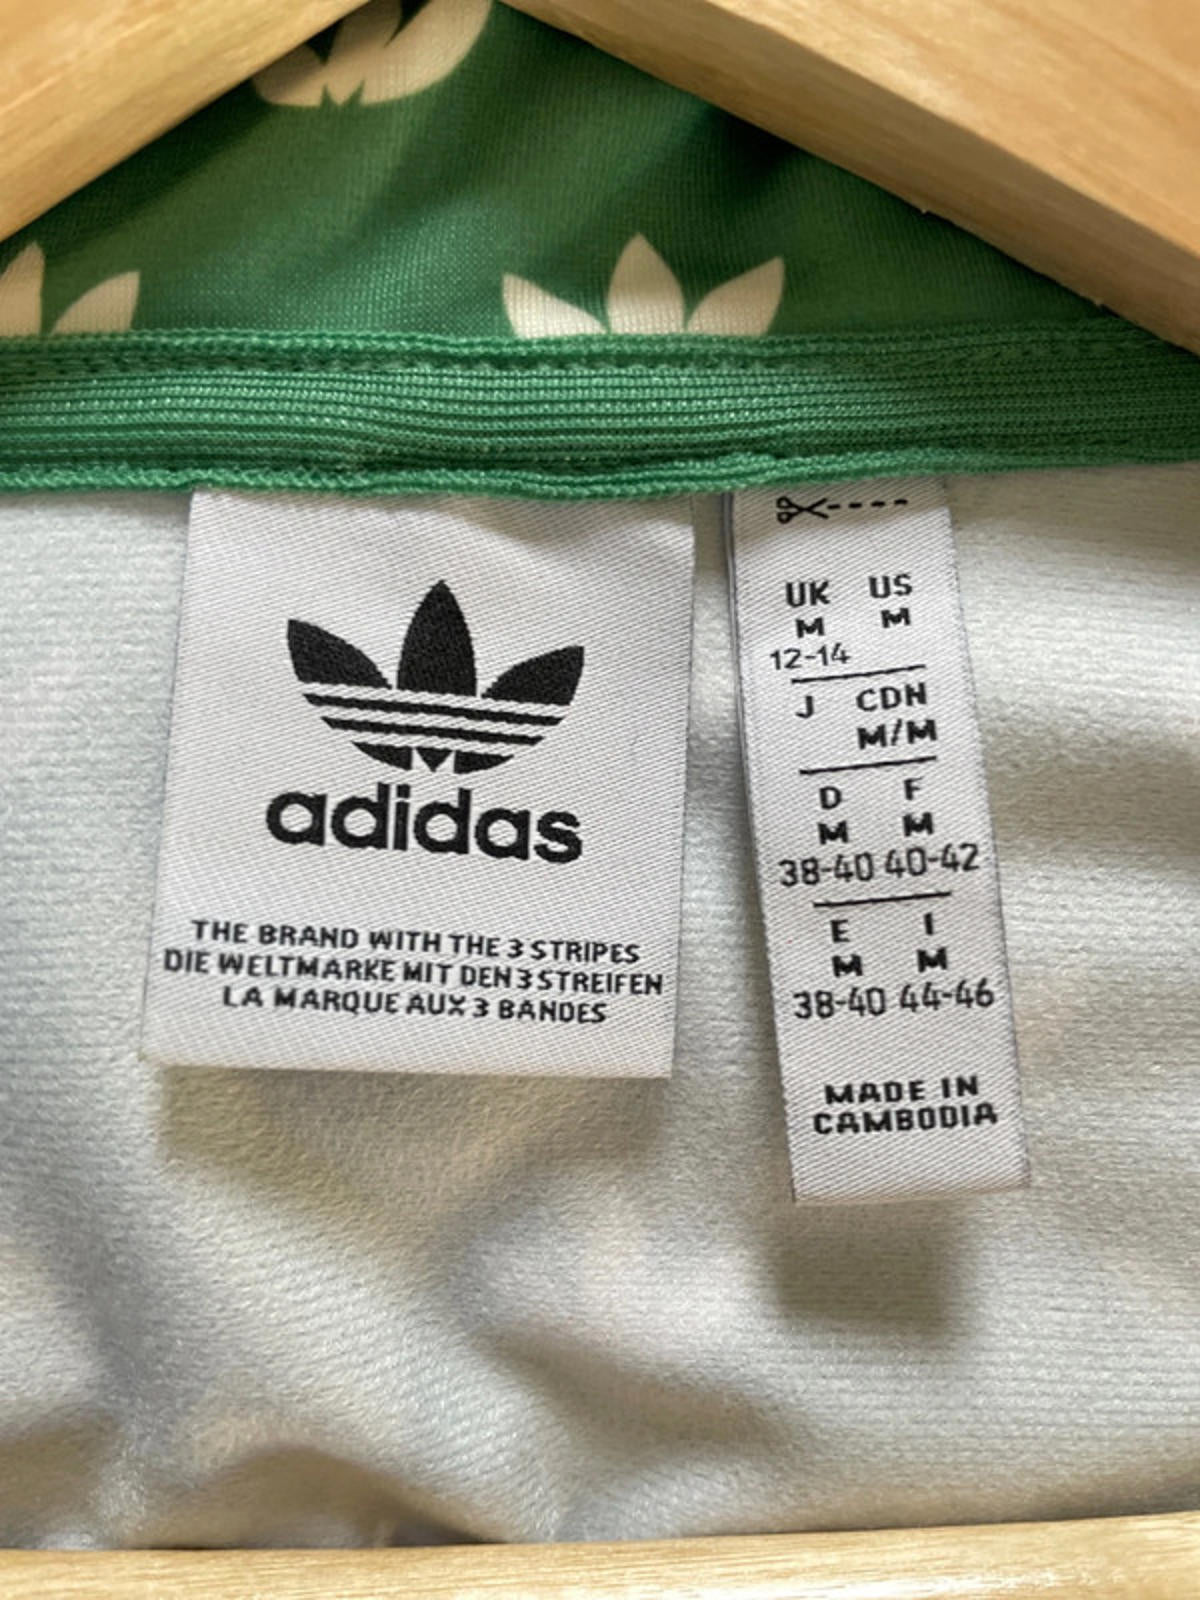 adidas
THE BRAND WITH THE 3 STRIPES
DIE WELTMARKE MIT DEN 3 STREIFEN
LA MARQUE AUX 3 BANDES
UK US
M M
12-14
J CDN
M/M
D F
M M
38-40 40-42
E I
M M
38-40 44-46
MADE IN
CAMBODIA